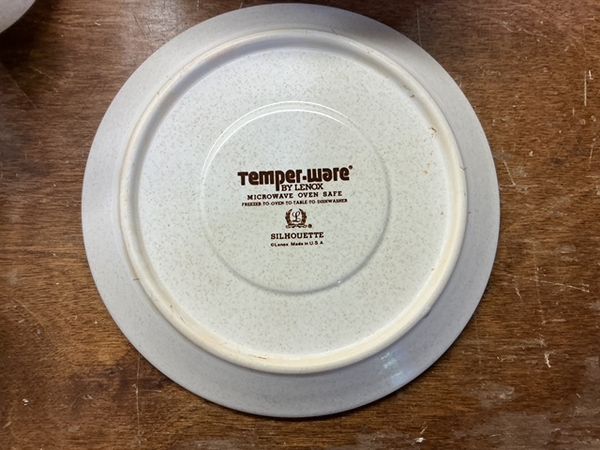 Temper-ware®
BY LENOX
MICROWAVE OVEN SAFE
FREEZER-TO-OVEN-TO-TABLE-TO-DISHWASHER
L
SILHOUETTE
©Lenox Made in U.S.A.